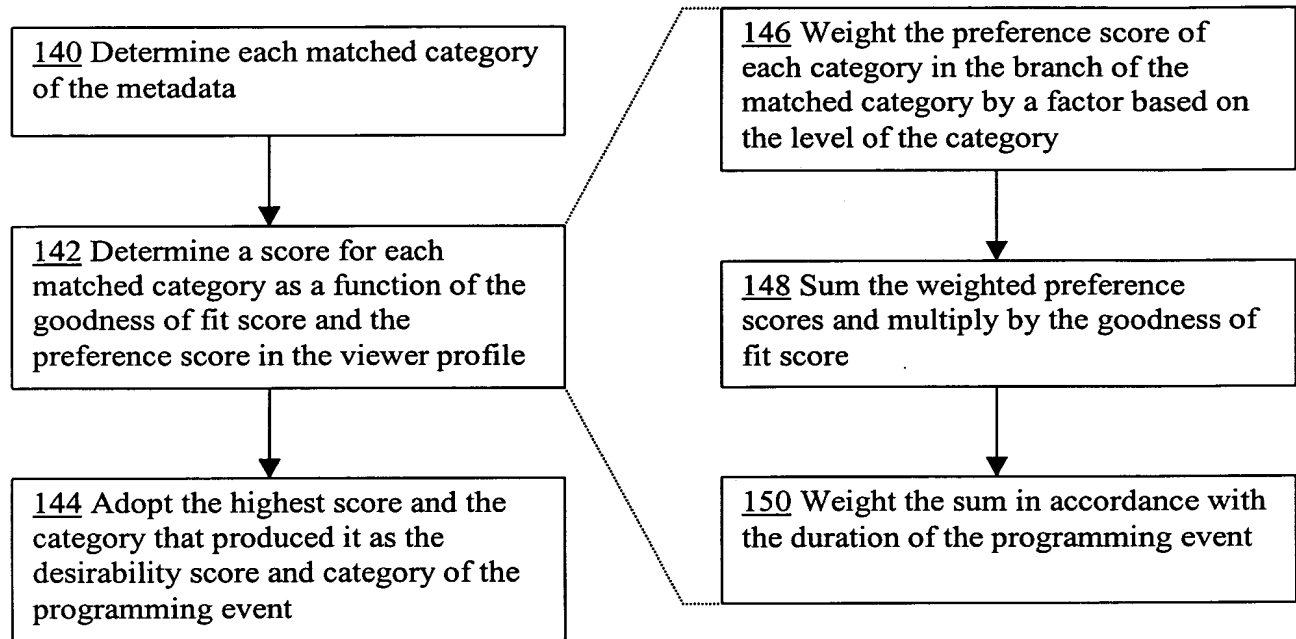 140 Determine each matched category
of the metadata
142 Determine a score for each
matched category as a function of the
goodness of fit score and the
preference score in the viewer profile
144 Adopt the highest score and the
category that produced it as the
desirability score and category of the
programming event
146 Weight the preference score of
each category in the branch of the
matched category by a factor based on
the level of the category
148 Sum the weighted preference
scores and multiply by the goodness of
fit score
150 Weight the sum in accordance with
the duration of the programming event